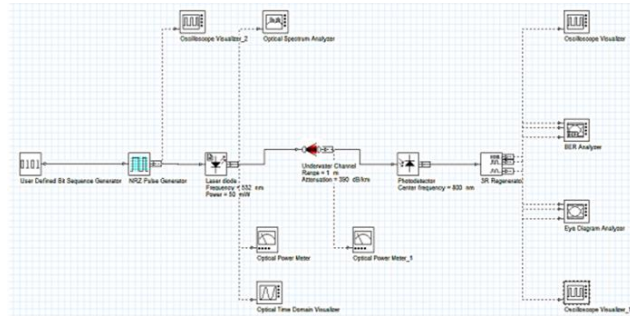 Oscilloscope Visualizer_2
Optical Spectrum Analyzer
Oscilloscope Visualizer
0101
User Defined Bit Sequence Generator
NRZ Pulse Generator
Laser diode
Frequency = 532 nm
Power = 50 mW
Underwater Channel
Range = 1 m
Attenuation = 390 dB/km
Photodetector
Center frequency = 800 nm
3R Regenerator
BER Analyzer
Eye Diagram Analyzer
Optical Power Meter
Optical Power Meter_1
Optical Time Domain Visualizer
Oscilloscope Visualizer_1